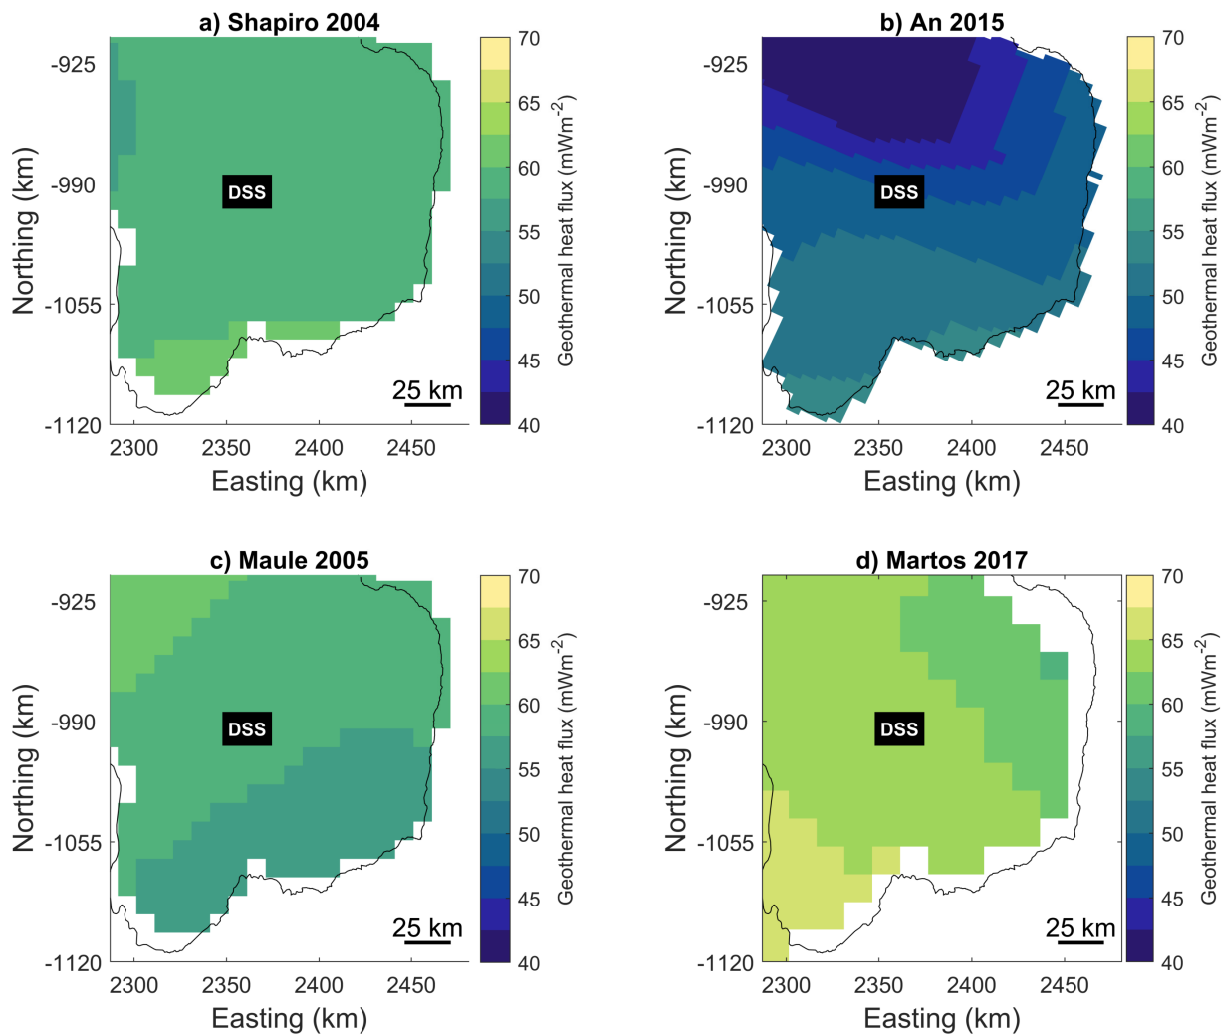 a) Shapiro 2004
-925
-990
-1055
-1120
Northing (km)
DSS
25 km
2300 2350 2400 2450
Easting (km)
70
65
60
55
50
45
40
Geothermal heat flux (mWm-2)
b) An 2015
-925
-990
-1055
-1120
Northing (km)
DSS
25 km
2300 2350 2400 2450
Easting (km)
70
65
60
55
50
45
40
Geothermal heat flux (mWm-2)
c) Maule 2005
-925
-990
-1055
-1120
Northing (km)
DSS
25 km
2300 2350 2400 2450
Easting (km)
70
65
60
55
50
45
40
Geothermal heat flux (mWm-2)
d) Martos 2017
-925
-990
-1055
-1120
Northing (km)
DSS
25 km
2300 2350 2400 2450
Easting (km)
70
65
60
55
50
45
40
Geothermal heat flux (mWm-2)